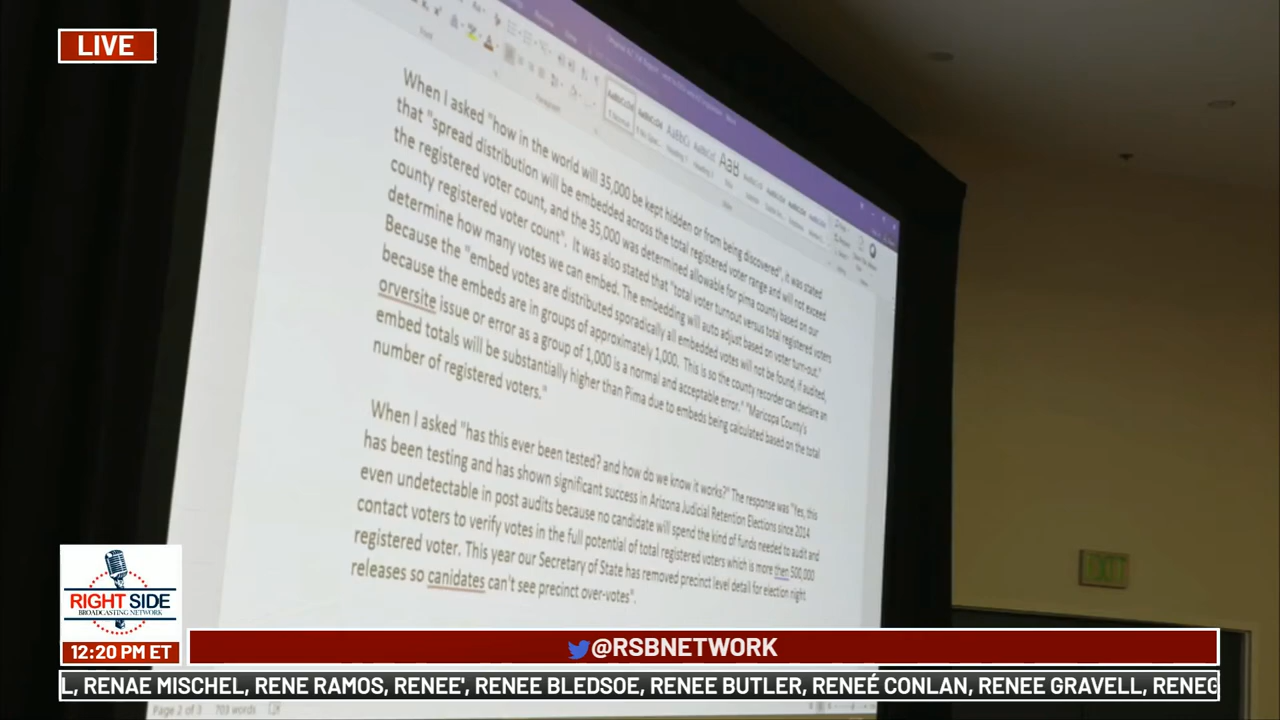 LIVE
When I asked "how in the world will 35,000 be kept hidden or from being discovered", it was stated
that "spread distribution will be embedded across the total registered voter range and will not exceed
the registered voter count, and the 35,000 was determined allowable for pima county based on our
county registered voter count". It was also stated that "total voter turnout versus total registered voters
determine how many votes we can embed. The embedding will auto adjust based on voter turn-out."
Because the "embed votes are distributed sporadically all embedded votes will not be found, if audited,
because the embeds are in groups of approximately 1,000. This is so the county recorder can declare an
orversite issue or error as a group of 1,000 is a normal and acceptable error." "Maricopa County's
embed totals will be substantially higher than Pima due to embeds being calculated based on the total
number of registered voters."
When I asked "has this ever been tested? and how do we know it works?" The response was "Yes, this
has been testing and has shown significant success in Arizona Judicial Retention Elections since 2014
even undetectable in post audits because no candidate will spend the kind of funds needed to audit and
contact voters to verify votes in the full potential of total registered voters which is more then 500,000
registered voter. This year our Secretary of State has removed precinct level detail for election night
releases so canidates can't see precinct over-votes".
RIGHT SIDE
BROADCASTING NETWORK
12:20 PM ET
@RSBNETWORK
L, RENAE MISCHEL, RENE RAMOS, RENEE', RENEE BLEDSOE, RENEE BUTLER, RENEÉ CONLAN, RENEE GRAVELL, RENEG
Page 2 of 3 703 words